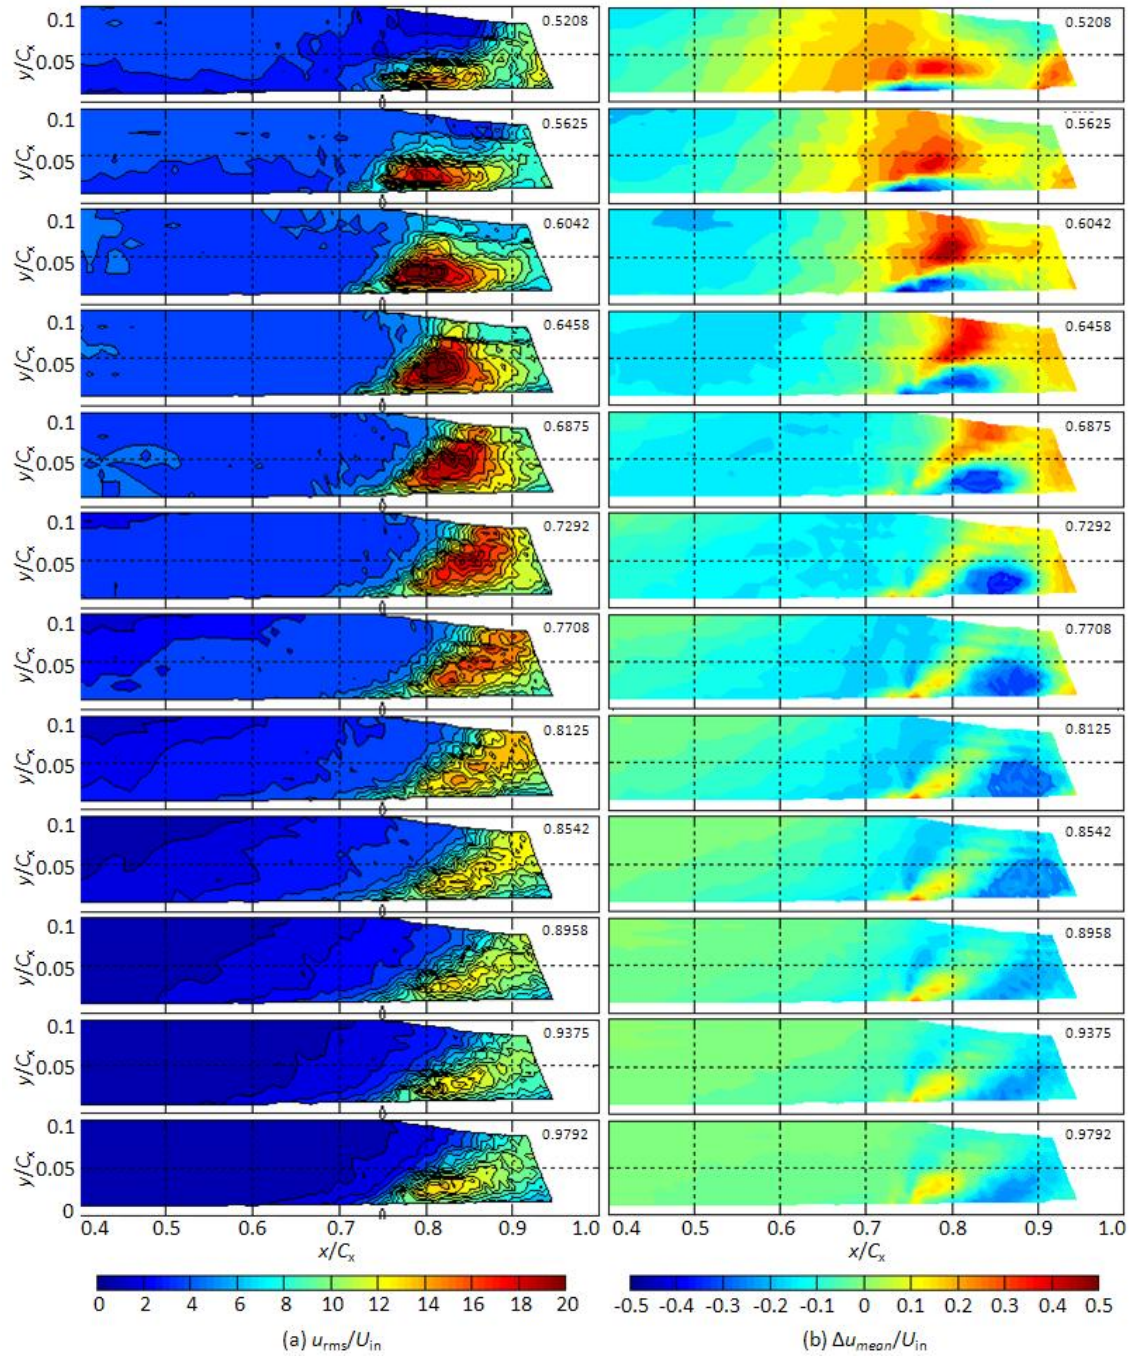 0.1 0.5208 0.5208
y/Cx 0.05
0.1 0.5625 0.5625
y/Cx 0.05
0.1 0.6042 0.6042
y/Cx 0.05
0.1 0.6458 0.6458
y/Cx 0.05
0.1 0.6875 0.6875
y/Cx 0.05
0.1 0.7292 0.7292
y/Cx 0.05
0.1 0.7708 0.7708
y/Cx 0.05
0.1 0.8125 0.8125
y/Cx 0.05
0.1 0.8542 0.8542
y/Cx 0.05
0.1 0.8958 0.8958
y/Cx 0.05
0.1 0.9375 0.9375
y/Cx 0.05
0.1 0.9792 0.9792
y/Cx 0.05
0
0.4 0.5 0.6 0.7 0.8 0.9 1.0 0.4 0.5 0.6 0.7 0.8 0.9 1.0
x/Cx x/Cx
0 2 4 6 8 10 12 14 16 18 20 -0.5 -0.4 -0.3 -0.2 -0.1 0 0.1 0.2 0.3 0.4 0.5
(a) urms/Uin (b) Δumean/Uin